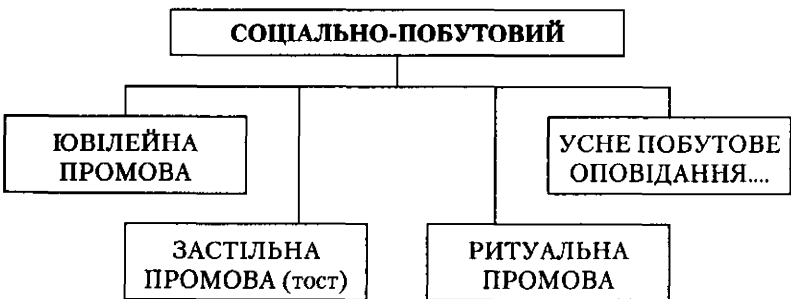 СОЦІАЛЬНО-ПОБУТОВИЙ
ЮВІЛЕЙНА
ПРОМОВА
УСНЕ ПОБУТОВЕ
ОПОВІДАННЯ....
ЗАСТІЛЬНА
ПРОМОВА (тост)
РИТУАЛЬНА
ПРОМОВА